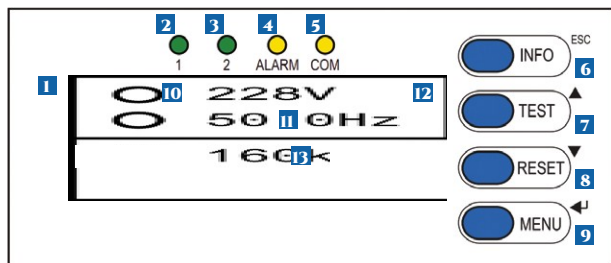 2 3 4 5
1 2 ALARM COM
ESC
INFO 6
1 10 228V 12
TEST 7
50 11 0Hz
160k 13
RESET 8
MENU 9